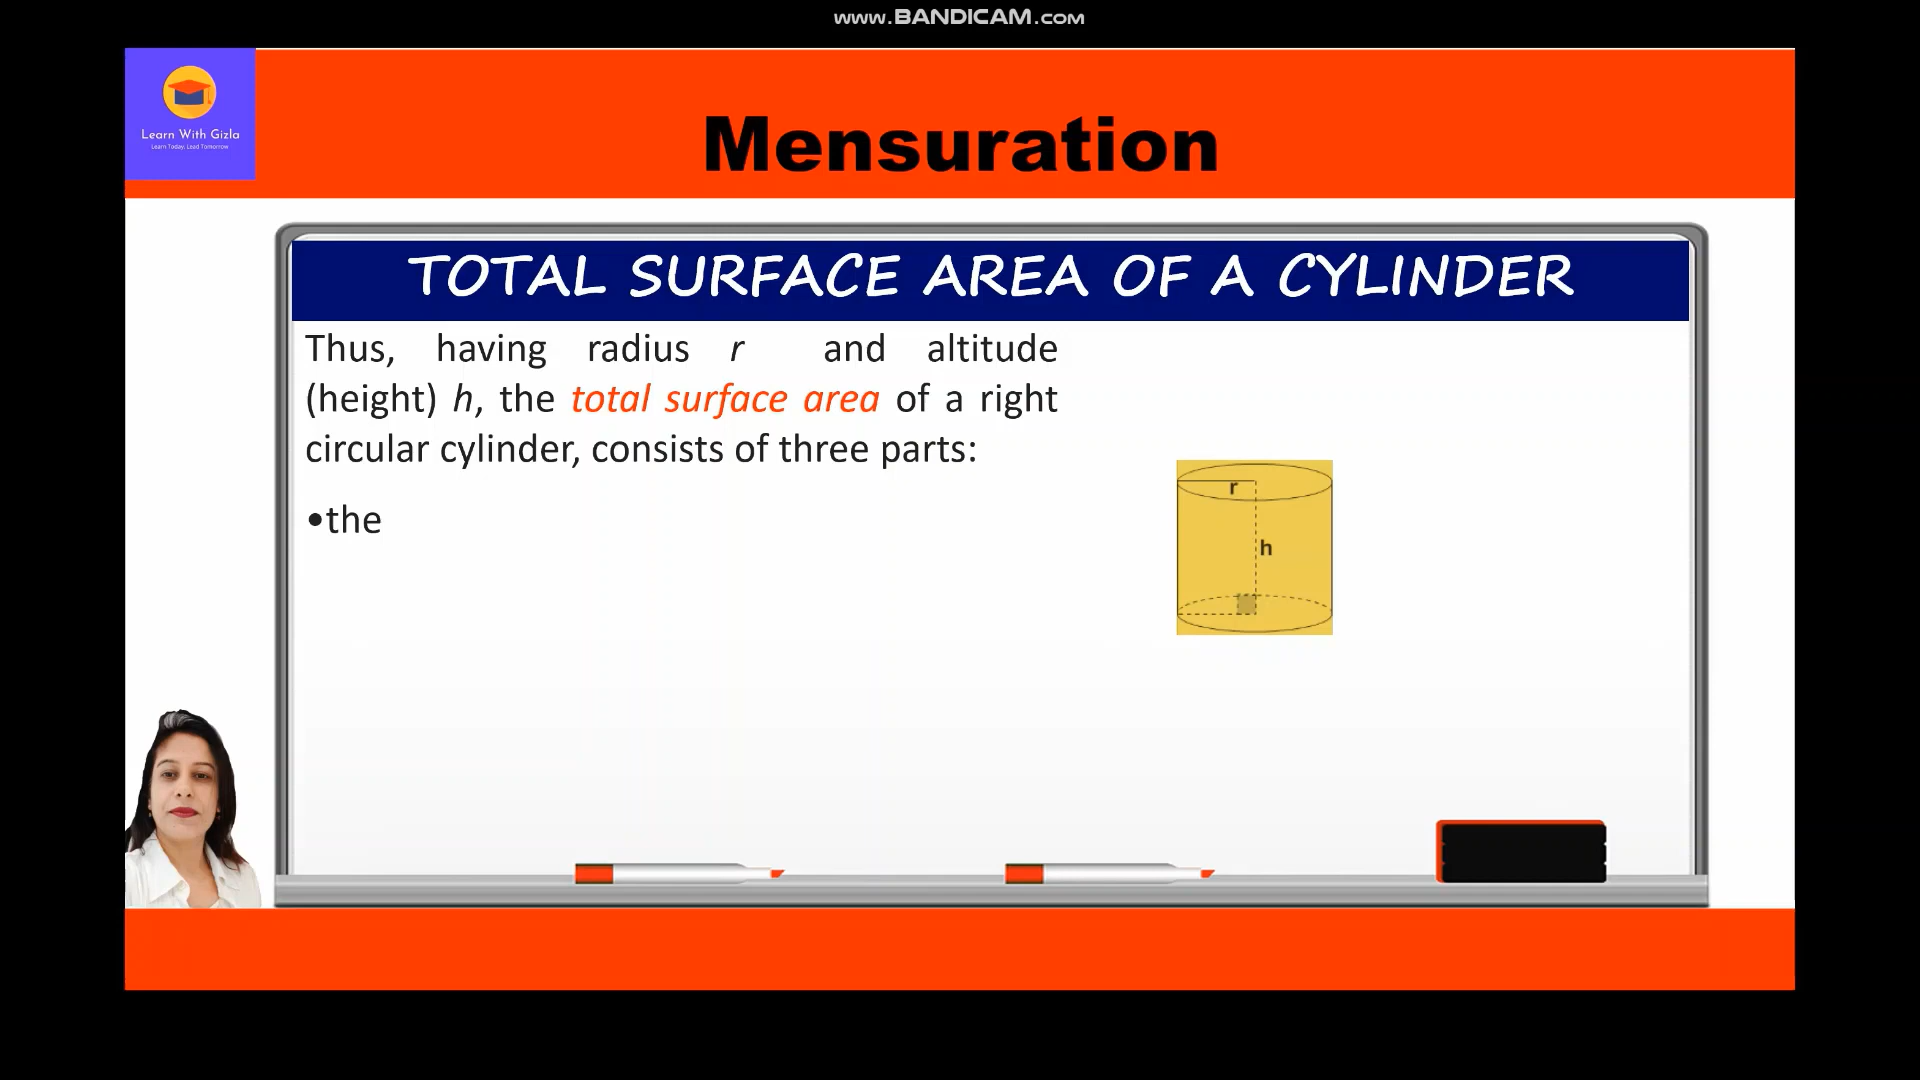 www.BANDICAM.com
Learn With Gizla
Learn Today, Lead Tomorrow
Mensuration
TOTAL SURFACE AREA OF A CYLINDER
Thus, having radius r and altitude
(height) h, the total surface area of a right
circular cylinder, consists of three parts:
•the
r
h